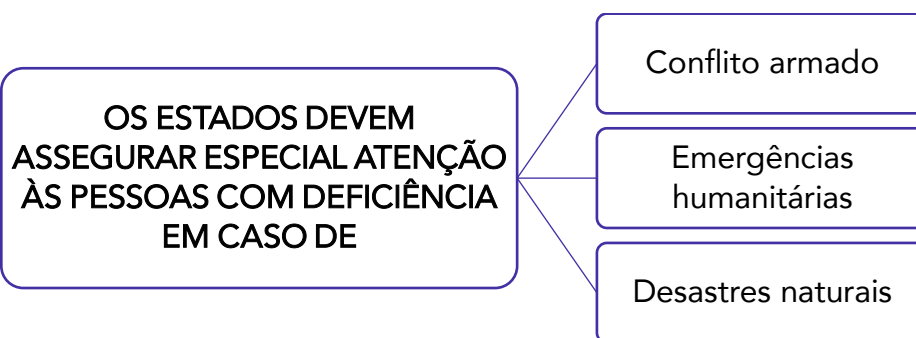 OS ESTADOS DEVEM
ASSEGURAR ESPECIAL ATENÇÃO
ÀS PESSOAS COM DEFICIÊNCIA
EM CASO DE
Conflito armado
Emergências
humanitárias
Desastres naturais